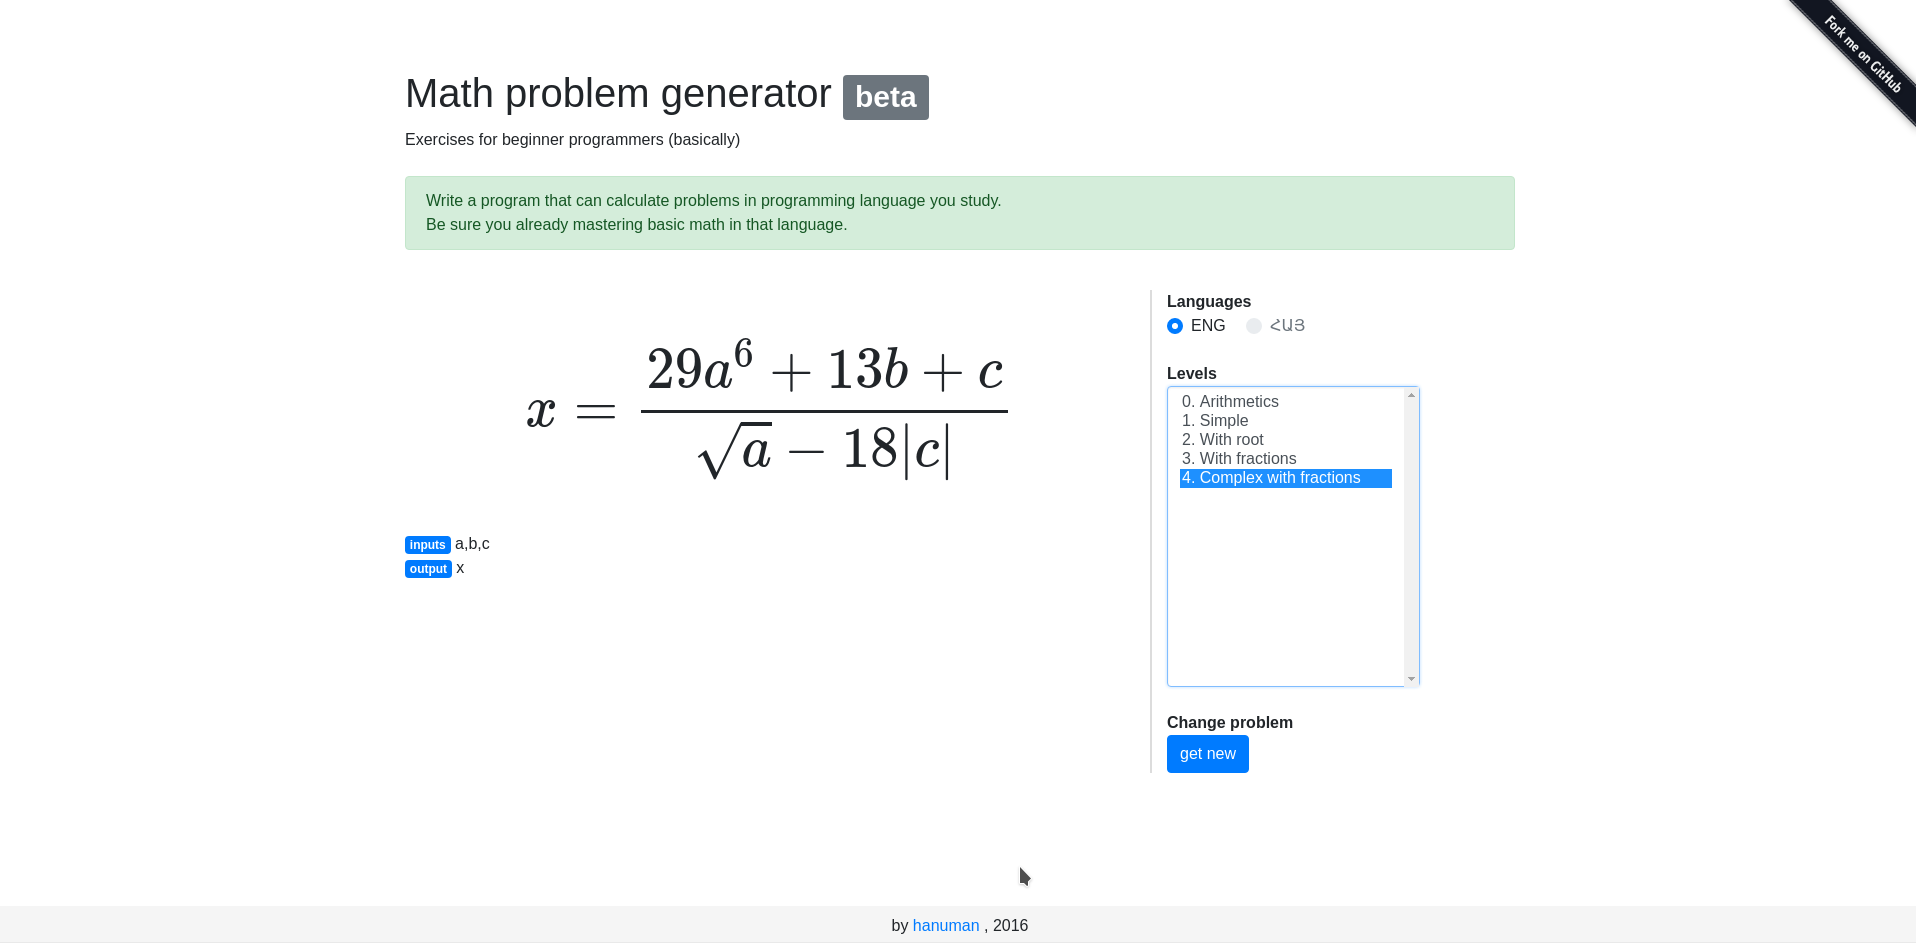 Fork me on GitHub
Math problem generator beta
Exercises for beginner programmers (basically)
Write a program that can calculate problems in programming language you study.
Be sure you already mastering basic math in that language.
x = \frac{29a^6 + 13b + c}{\sqrt{a} - 18|c|}
inputs a,b,c
output x
Languages
ENG ՀԱՅ
Levels
0. Arithmetics
1. Simple
2. With root
3. With fractions
4. Complex with fractions
Change problem
get new
by hanuman , 2016